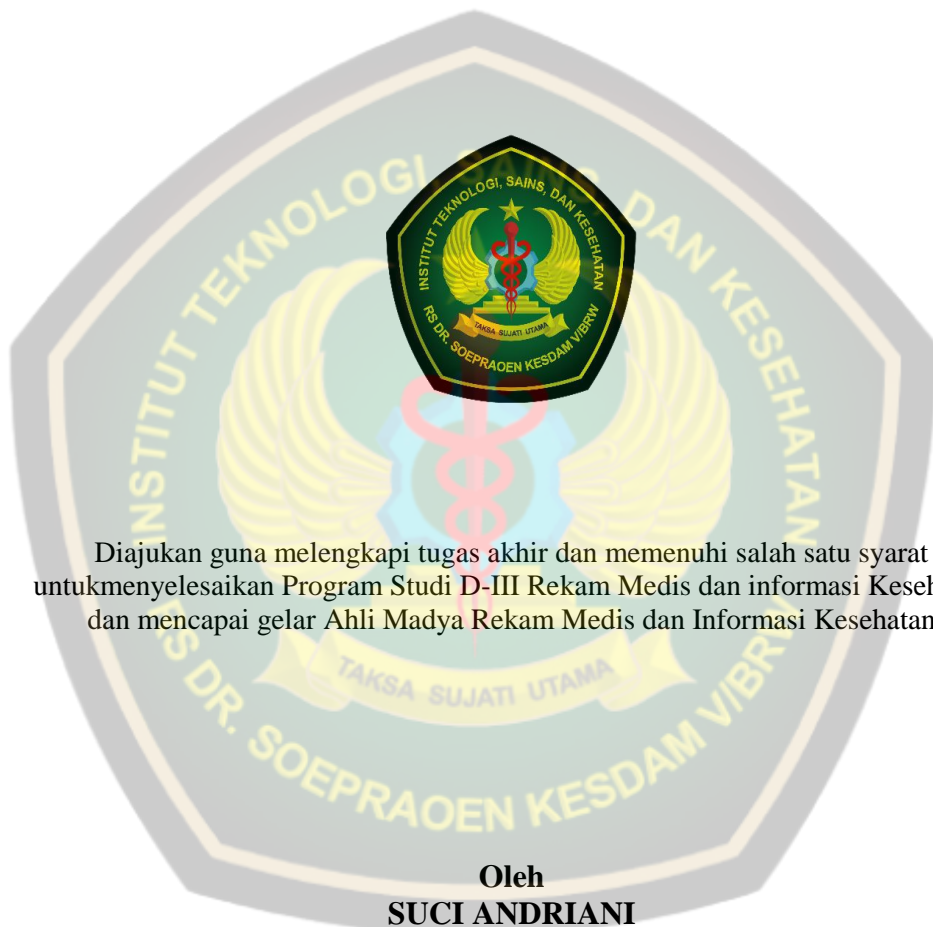 INSTITUT TEKNOLOGI, SAINS, DAN KESEHATAN
TAKSA SUJATI UTAMA
RS DR. SOEPRAOEN KESDAM V/BRW
INSTITUT TEKNOLOGI, SAINS, DAN KESEHATAN
Diajukan guna melengkapi tugas akhir dan memenuhi salah satu syarat
untukmenyelesaikan Program Studi D-III Rekam Medis dan informasi Keseh
dan mencapai gelar Ahli Madya Rekam Medis dan Informasi Kesehatan
TAKSA SUJATI UTAMA
RS DR. SOEPRAOEN KESDAM V/BRW
Oleh
SUCI ANDRIANI